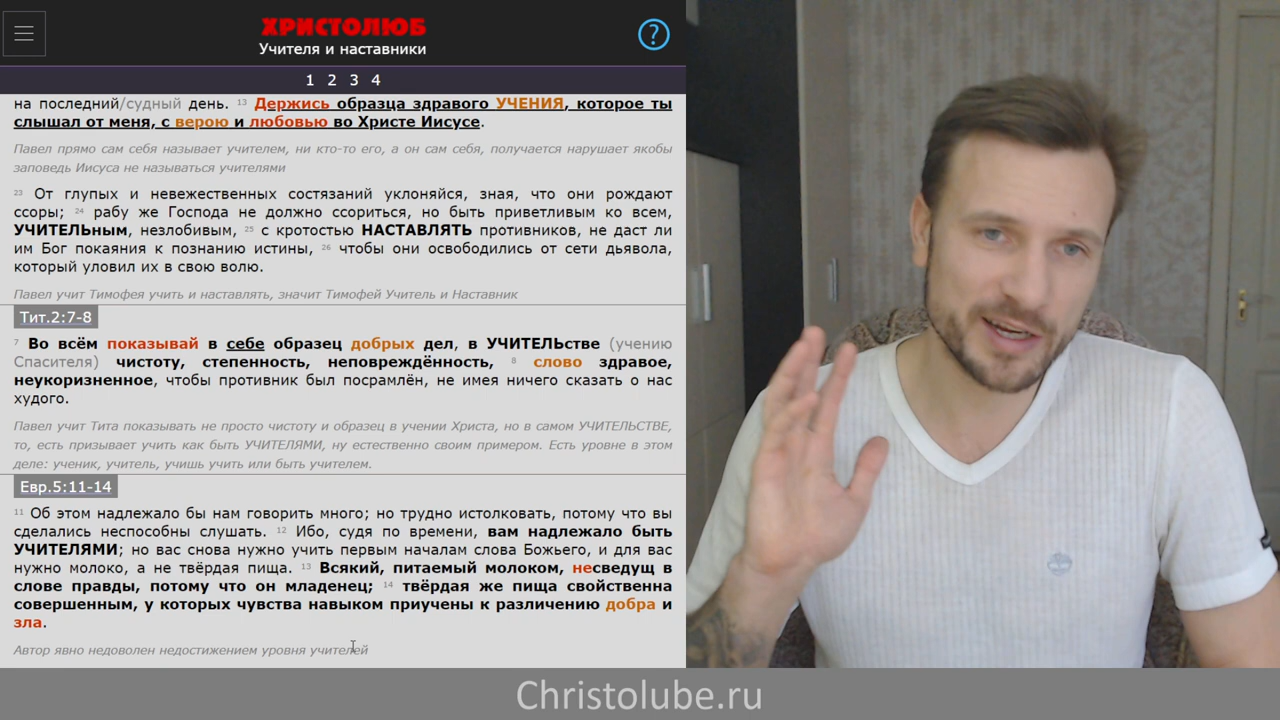 ХРИСТОЛЮБ
Учителя и наставники
?
1 2 3 4
на последний/судный день. 13 Держись образца здравого УЧЕНИЯ, которое ты
слышал от меня, с верою и любовью во Христе Иисусе.
Павел прямо сам себя называет учителем, ни кто-то его, а он сам себя, получается нарушает якобы
заповедь Иисуса не называться учителями
23 От глупых и невежественных состязаний уклоняйся, зная, что они рождают
ссоры; 24 рабу же Господа не должно ссориться, но быть приветливым ко всем,
УЧИТЕЛЬным, незлобивым, 25 с кротостью НАСТАВЛЯТЬ противников, не даст ли
им Бог покаяния к познанию истины, 26 чтобы они освободились от сети дьявола,
который уловил их в свою волю.
Павел учит Тимофея учить и наставлять, значит Тимофей Учитель и Наставник
Тит.2:7-8
7 Во всём показывай в себе образец добрых дел, в УЧИТЕЛЬстве (учению
Спасителя) чистоту, степенность, неповреждённость, 8 слово здравое,
неукоризненное, чтобы противник был посрамлён, не имея ничего сказать о нас
худого.
Павел учит Тита показывать не просто чистоту и образец в учении Христа, но в самом УЧИТЕЛЬСТВЕ,
то, есть призывает учить как быть УЧИТЕЛЯМИ, ну естественно своим примером. Есть уровне в этом
деле: ученик, учитель, учишь учить или быть учителем.
Евр.5:11-14
11 Об этом надлежало бы нам говорить много; но трудно истолковать, потому что вы
сделались неспособны слушать. 12 Ибо, судя по времени, вам надлежало быть
УЧИТЕЛЯМИ; но вас снова нужно учить первым началам слова Божьего, и для вас
нужно молоко, а не твёрдая пища. 13 Всякий, питаемый молоком, несведущ в
слове правды, потому что он младенец; 14 твёрдая же пища свойственна
совершенным, у которых чувства навыком приучены к различению добра и
зла.
Автор явно недоволен недостижением уровня учителей
Christolube.ru